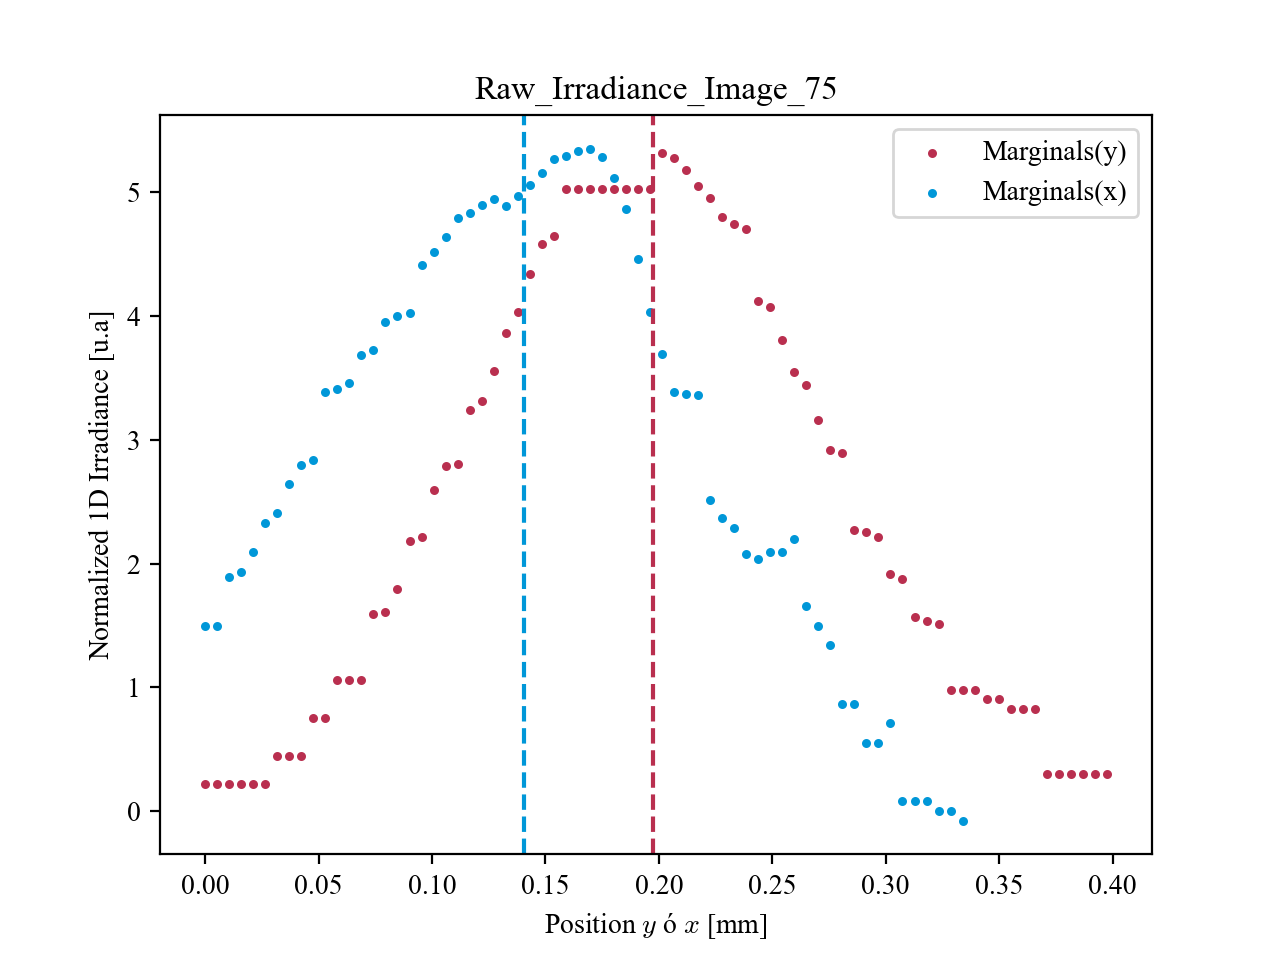 Raw_Irradiance_Image_75
Marginals(y)
Marginals(x)
Normalized 1D Irradiance [u.a]
5
4
3
2
1
0
0.00 0.05 0.10 0.15 0.20 0.25 0.30 0.35 0.40
Position y ó x [mm]